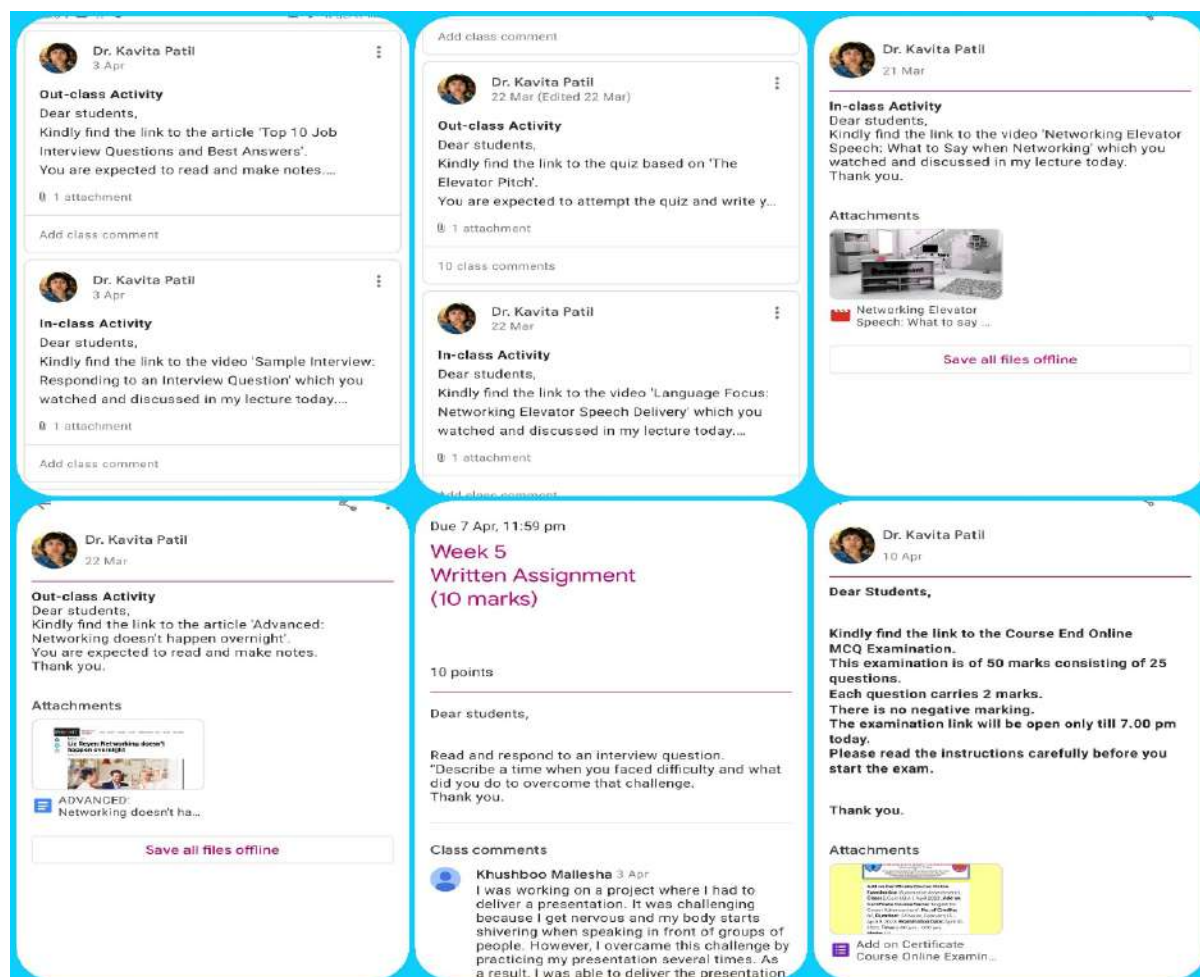 Dr. Kavita Patil
3 Apr
Out-class Activity
Dear students,
Kindly find the link to the article 'Top 10 Job
Interview Questions and Best Answers'.
You are expected to read and make notes....
1 attachment
Add class comment
Dr. Kavita Patil
3 Apr
In-class Activity
Dear students,
Kindly find the link to the video 'Sample Interview:
Responding to an Interview Question' which you
watched and discussed in my lecture today....
1 attachment
Add class comment
Add class comment
Dr. Kavita Patil
22 Mar (Edited 22 Mar)
Out-class Activity
Dear students,
Kindly find the link to the quiz based on 'The
Elevator Pitch'.
You are expected to attempt the quiz and write y...
1 attachment
10 class comments
Dr. Kavita Patil
22 Mar
In-class Activity
Dear students,
Kindly find the link to the video 'Language Focus:
Networking Elevator Speech Delivery' which you
watched and discussed in my lecture today....
1 attachment
Add class comment
Dr. Kavita Patil
21 Mar
In-class Activity
Dear students,
Kindly find the link to the video 'Networking Elevator
Speech: What to Say when Networking' which you
watched and discussed in my lecture today.
Thank you.
Attachments
Networking Elevator
Speech: What to say ...
Save all files offline
Dr. Kavita Patil
22 Mar
Out-class Activity
Dear students,
Kindly find the link to the article 'Advanced:
Networking doesn't happen overnight'.
You are expected to read and make notes.
Thank you.
Attachments
Liz Reyer: Networking doesn't
happen overnight
ADVANCED:
Networking doesn't ha...
Save all files offline
Due 7 Apr, 11:59 pm
Week 5
Written Assignment
(10 marks)
10 points
Dear students,
Read and respond to an interview question.
"Describe a time when you faced difficulty and what
did you do to overcome that challenge.
Thank you.
Class comments
Khushboo Mallesha 3 Apr
I was working on a project where I had to
deliver a presentation. It was challenging
because I get nervous and my body starts
shivering when speaking in front of groups of
people. However, I overcame this challenge by
practicing my presentation several times. As
a result, I was able to deliver the presentation
Dr. Kavita Patil
10 Apr
Dear Students,
Kindly find the link to the Course End Online
MCQ Examination.
This examination is of 50 marks consisting of 25
questions.
Each question carries 2 marks.
There is no negative marking.
The examination link will be open only till 7.00 pm
today.
Please read the instructions carefully before you
start the exam.
Thank you.
Attachments
Add on Certificate
Course Online Examin...